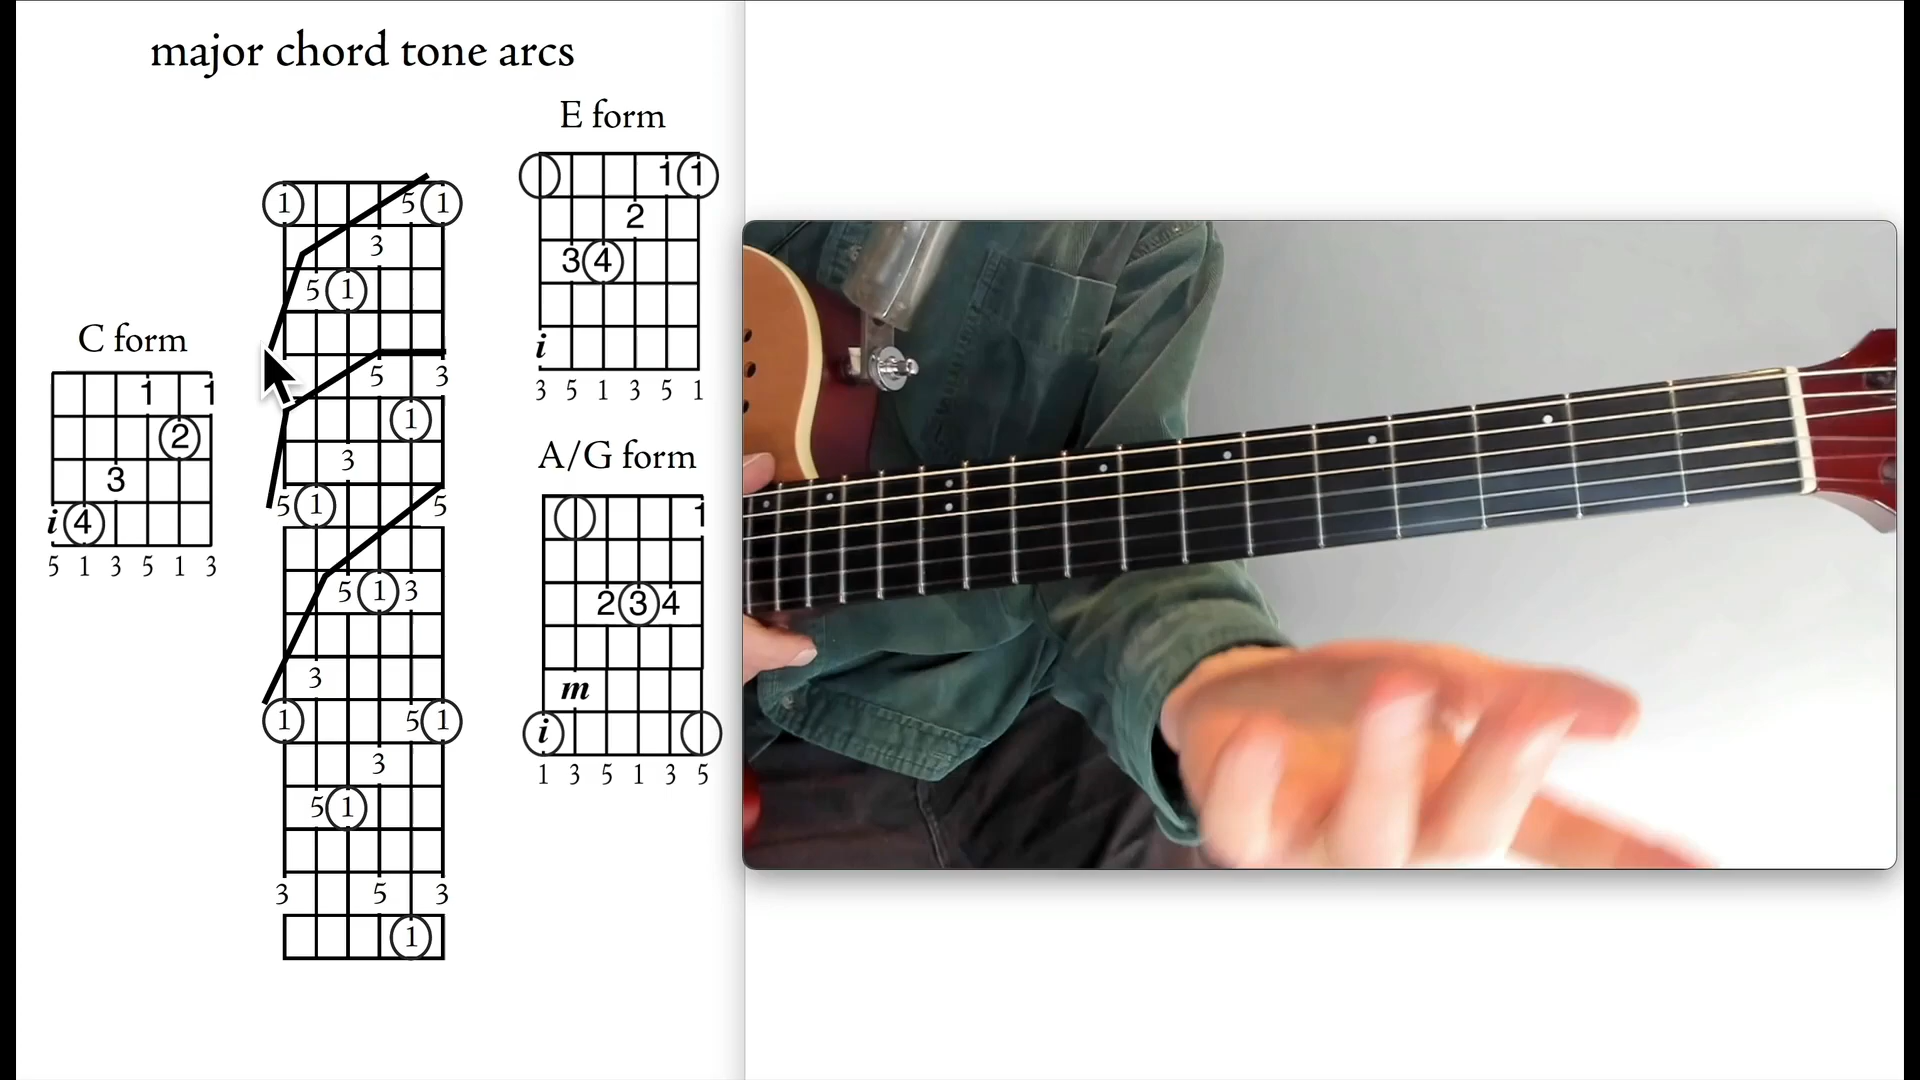 major chord tone arcs
C form
1 1
2
3
i 4
5 1 3 5 1 3
1 5 1
3
5 1
5 3
1
3
5 1 5
5 1 3
3
1 5 1
3
5 1
3 5 3
1
E form
1 1
2
3 4
i
3 5 1 3 5 1
A/G form
1
2 3 4
m
i
1 3 5 1 3 5